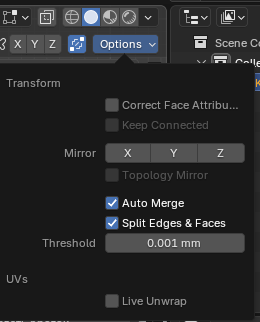 Scene Co
X Y Z Options
Colle
Transform
Correct Face Attribu...
Keep Connected
Mirror X Y Z
Topology Mirror
Auto Merge
Split Edges & Faces
Threshold 0.001 mm
UVs
Live Unwrap